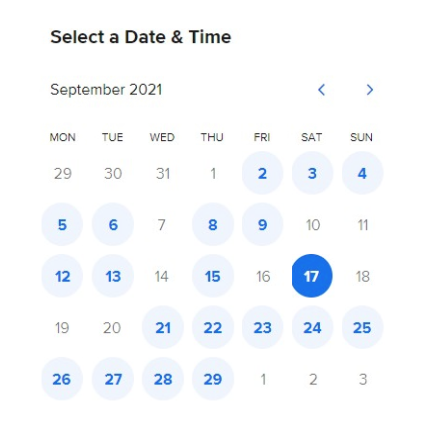 Select a Date & Time
September 2021
MON TUE WED THU FRI SAT SUN
29 30 31 1 2 3 4
5 6 7 8 9 10 11
12 13 14 15 16 17 18
19 20 21 22 23 24 25
26 27 28 29 1 2 3